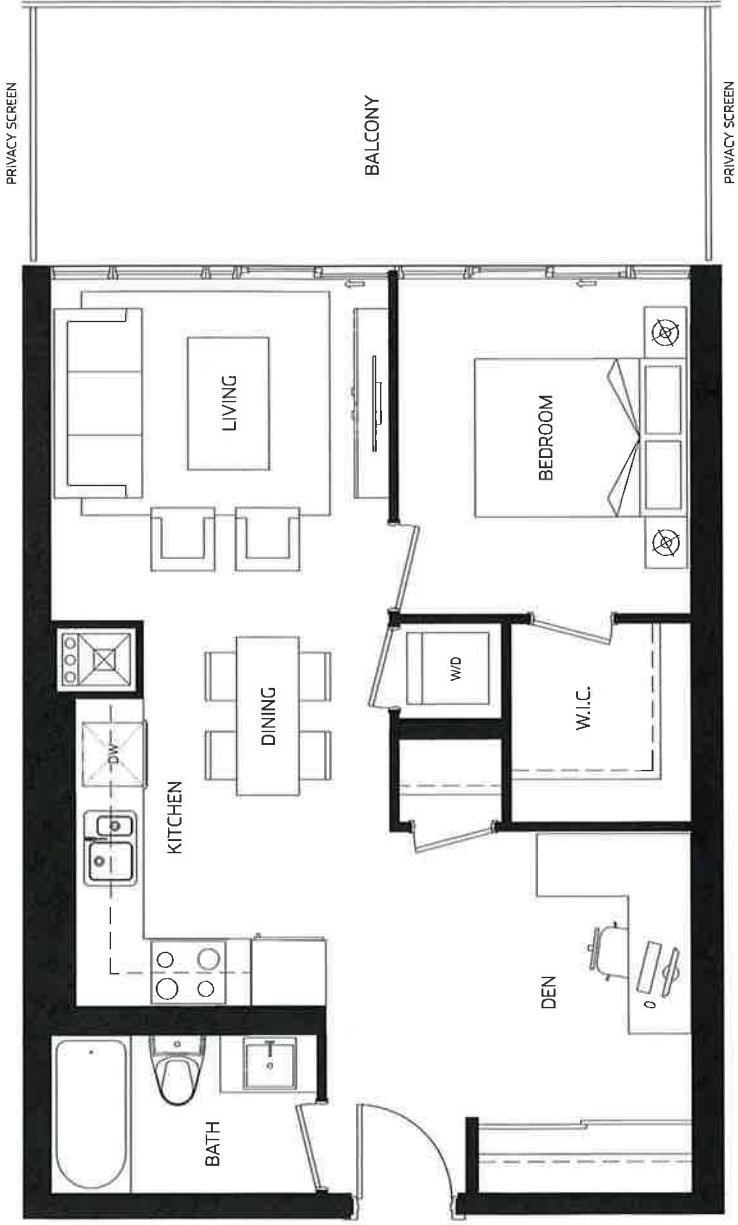 PRIVACY SCREEN
BALCONY
PRIVACY SCREEN
LIVING
BEDROOM
DINING
W/D
W.I.C.
DW
KITCHEN
DEN
BATH